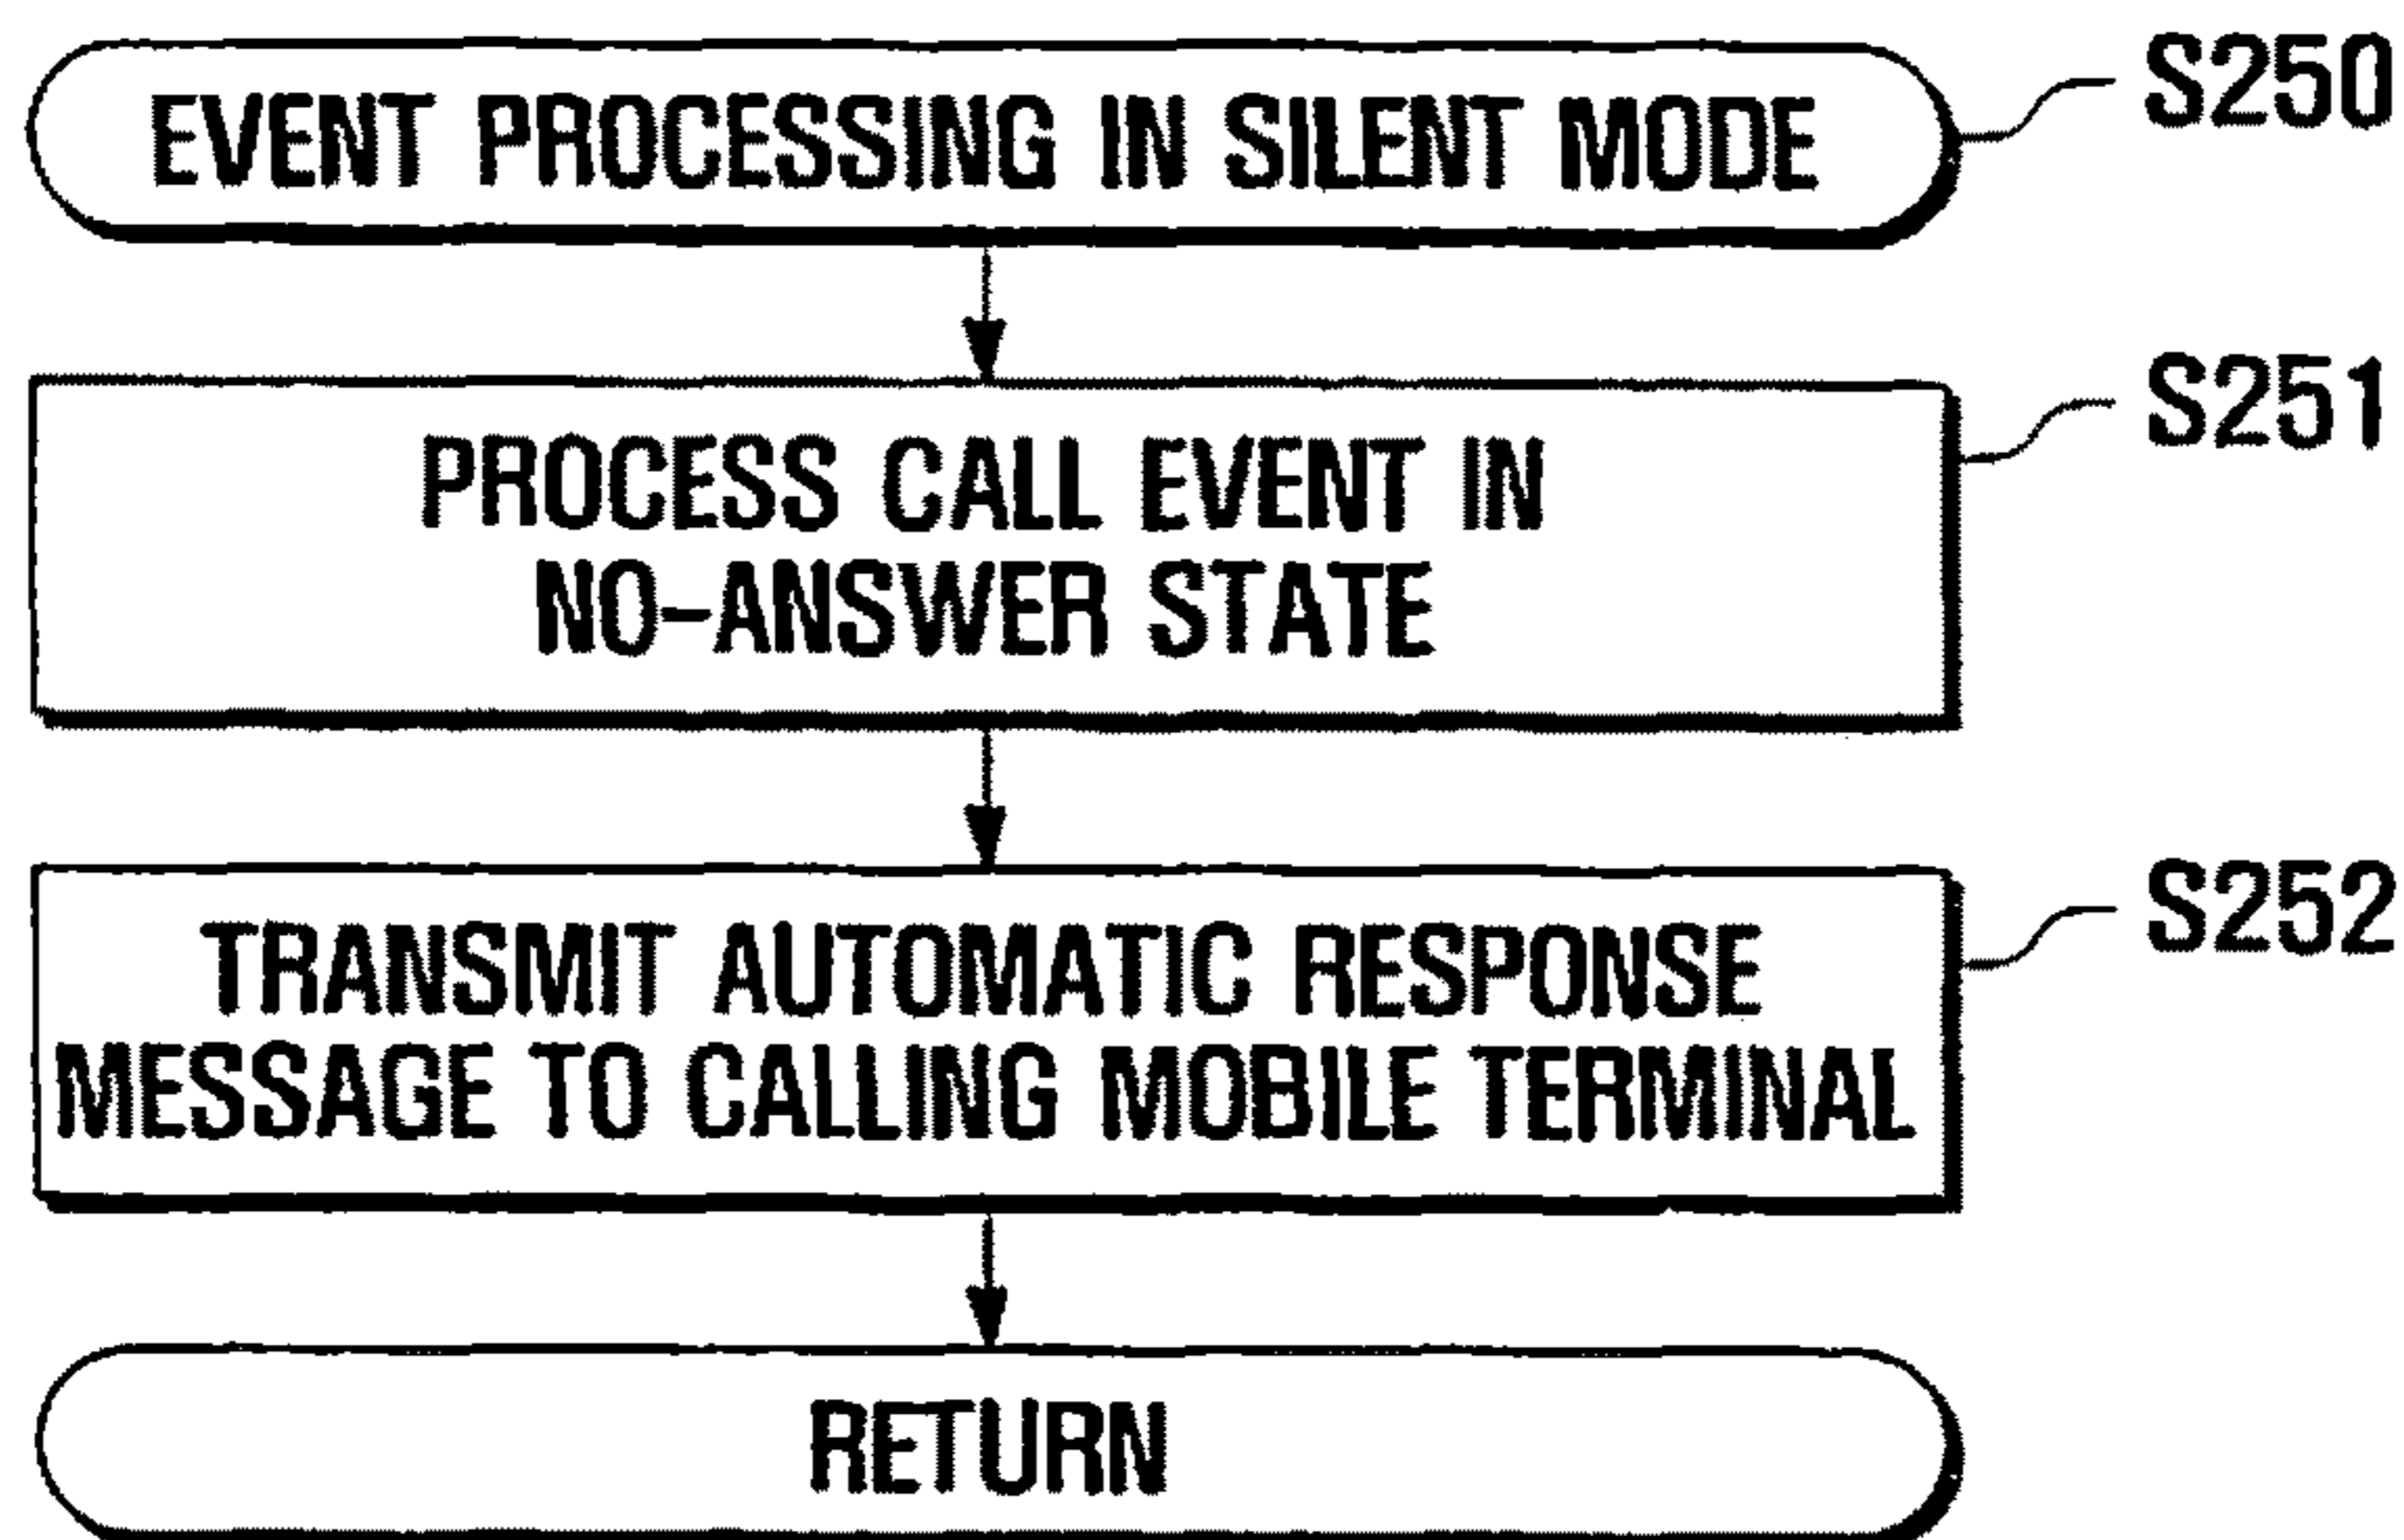 EVENT PROCESSING IN SILENT MODE
S250
PROCESS CALL EVENT IN
NO-ANSWER STATE
S251
TRANSMIT AUTOMATIC RESPONSE
MESSAGE TO CALLING MOBILE TERMINAL
S252
RETURN